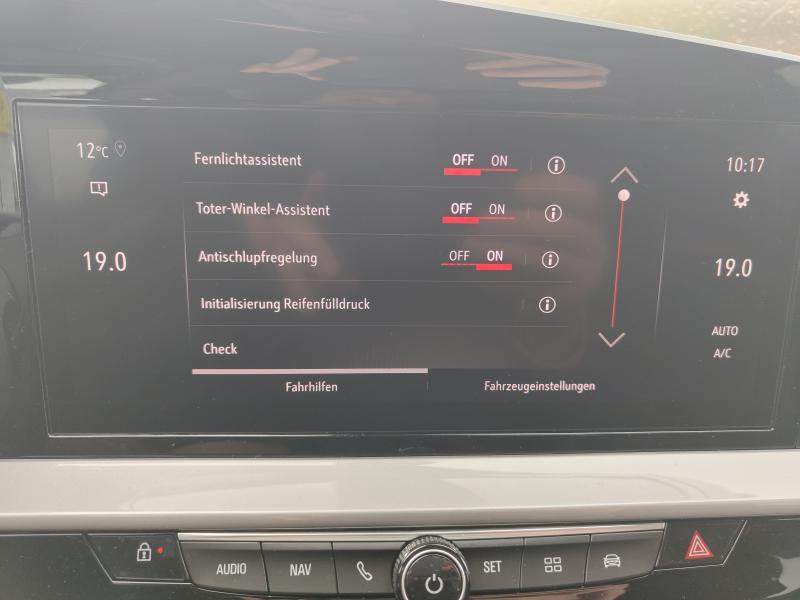 12°C
10:17
Fernlichtassistent OFF ON
Toter-Winkel-Assistent OFF ON
19.0
Antischlupfregelung OFF ON
19.0
Initialisierung Reifenfülldruck
AUTO
Check
A/C
Fahrhilfen Fahrzeugeinstellungen
AUDIO NAV SET